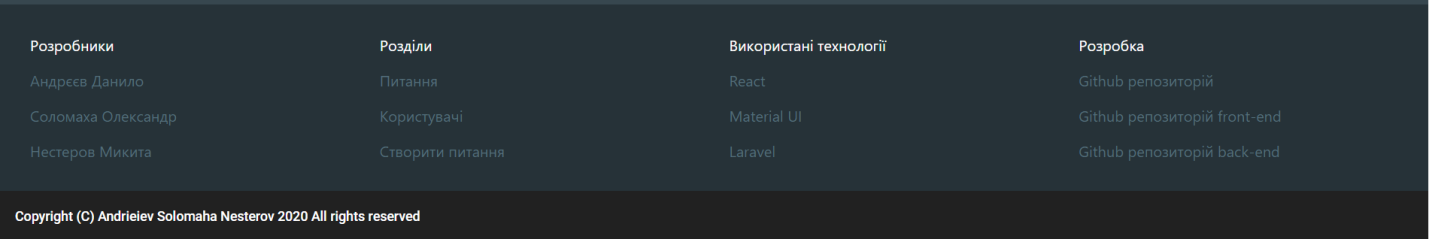 Розробники
Андрєєв Данило
Соломаха Олександр
Нестеров Микита
Розділи
Питання
Користувачі
Створити питання
Використані технології
React
Material UI
Laravel
Розробка
Github репозиторій
Github репозиторій front-end
Github репозиторій back-end
Copyright (C) Andrieiev Solomaha Nesterov 2020 All rights reserved